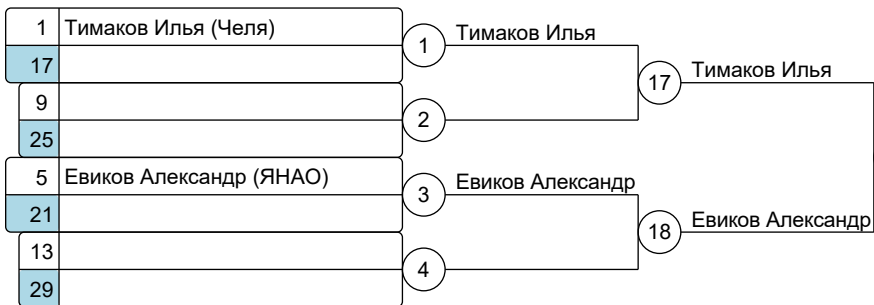 1 Тимаков Илья (Челя)
17
1 Тимаков Илья
9
25
2
17 Тимаков Илья
5 Евиков Александр (ЯНАО)
21
3 Евиков Александр
13
29
4
18 Евиков Александр